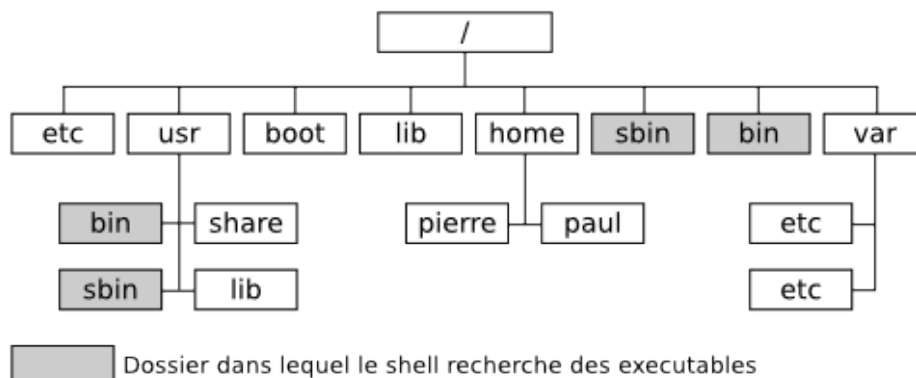 /
etc usr boot lib home sbin bin var
bin share pierre paul etc
sbin lib etc
Dossier dans lequel le shell recherche des executables